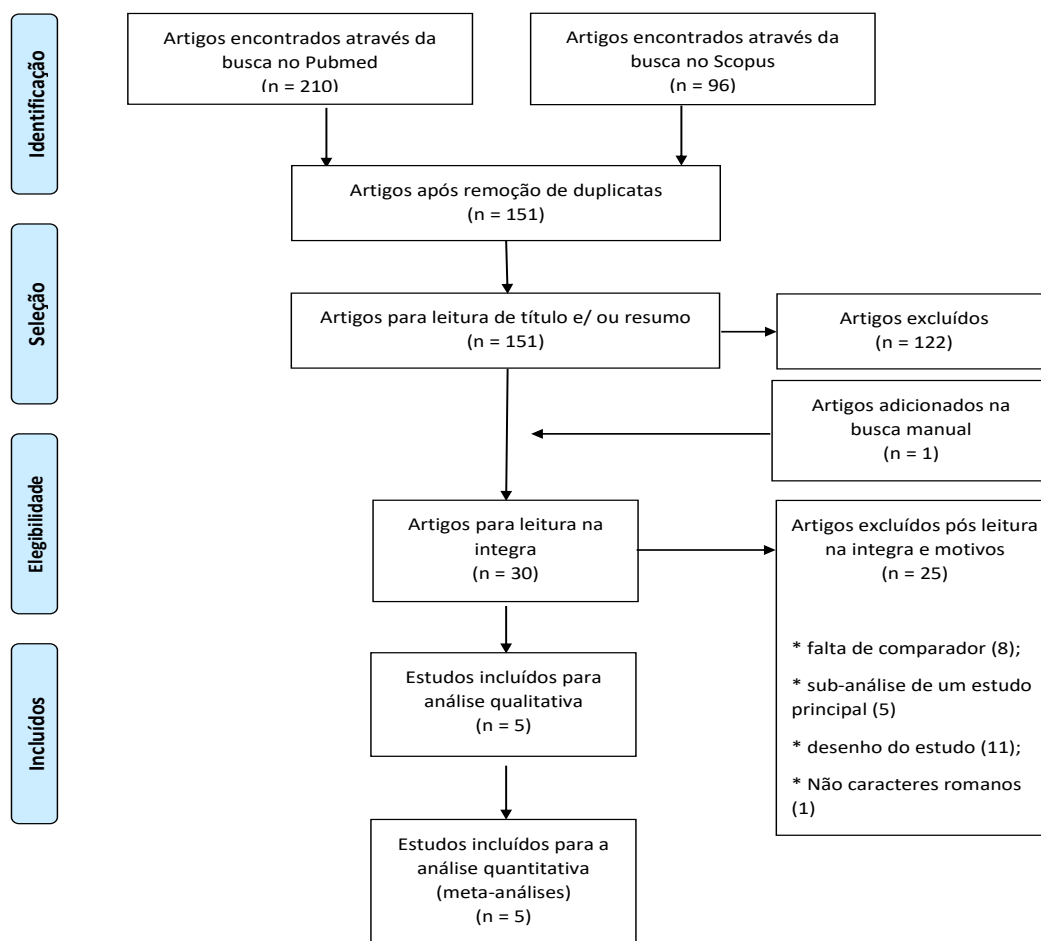 Identificação
Artigos encontrados através da
busca no Pubmed
(n = 210)
Artigos encontrados através da
busca no Scopus
(n = 96)
Artigos após remoção de duplicatas
(n = 151)
Seleção
Artigos para leitura de título e/ ou resumo
(n = 151)
Artigos excluídos
(n = 122)
Artigos adicionados na
busca manual
(n = 1)
Elegibilidade
Artigos para leitura na
integra
(n = 30)
Artigos excluídos pós leitura
na integra e motivos
(n = 25)
* falta de comparador (8);
* sub-análise de um estudo
principal (5)
* desenho do estudo (11);
* Não caracteres romanos
(1)
Incluídos
Estudos incluídos para
análise qualitativa
(n = 5)
Estudos incluídos para a
análise quantitativa
(meta-análises)
(n = 5)